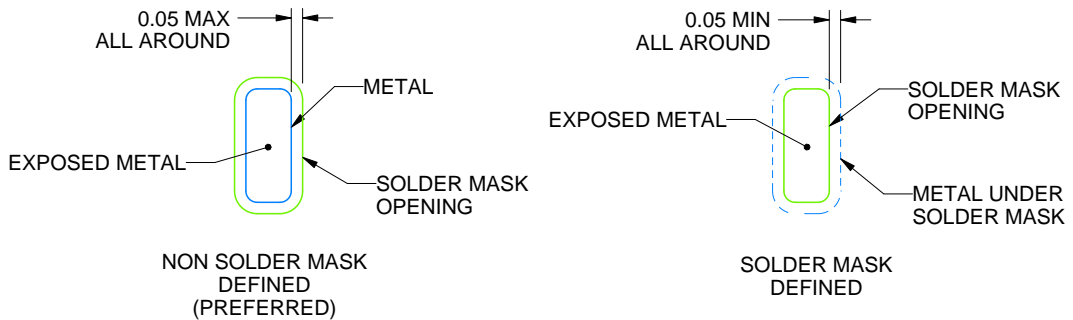 0.05 MAX
ALL AROUND
METAL
EXPOSED METAL
SOLDER MASK
OPENING
NON SOLDER MASK
DEFINED
(PREFERRED)
0.05 MIN
ALL AROUND
SOLDER MASK
OPENING
EXPOSED METAL
METAL UNDER
SOLDER MASK
SOLDER MASK
DEFINED